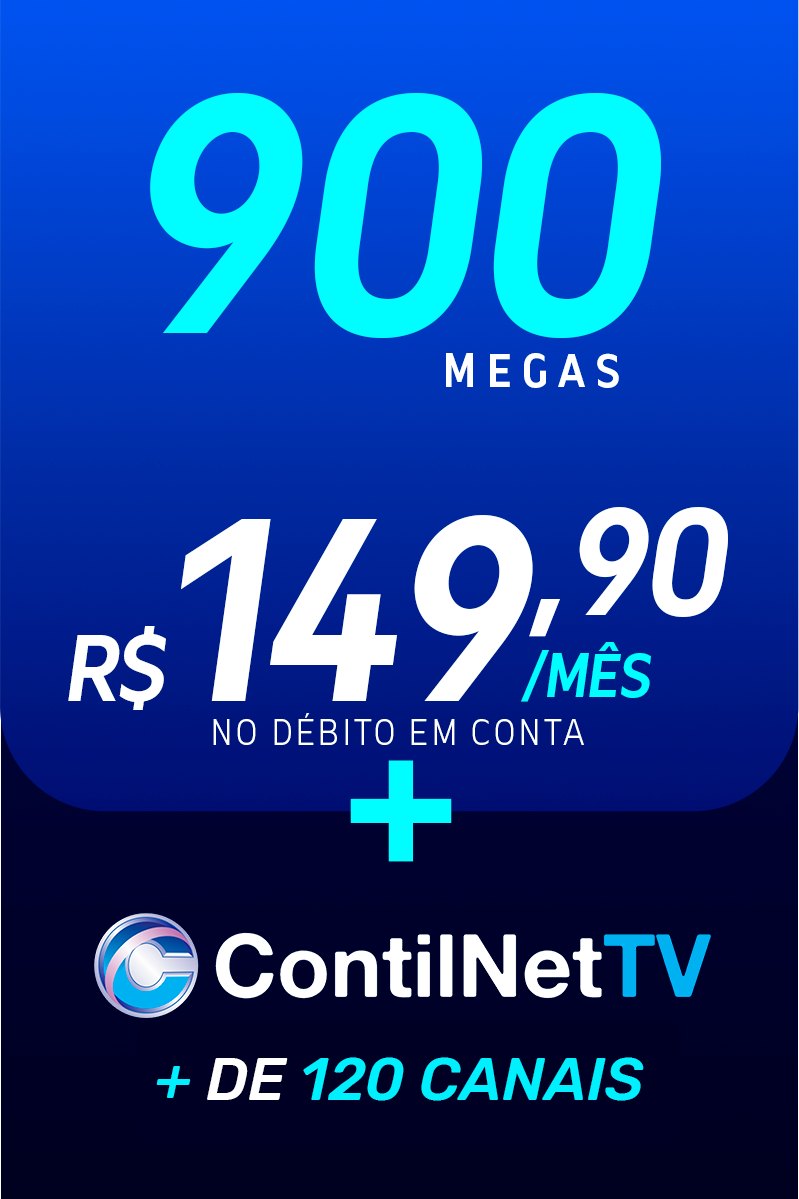 900
MEGAS
R$ 149,90
/MÊS
NO DÉBITO EM CONTA
+
ContilNetTV
+ DE 120 CANAIS